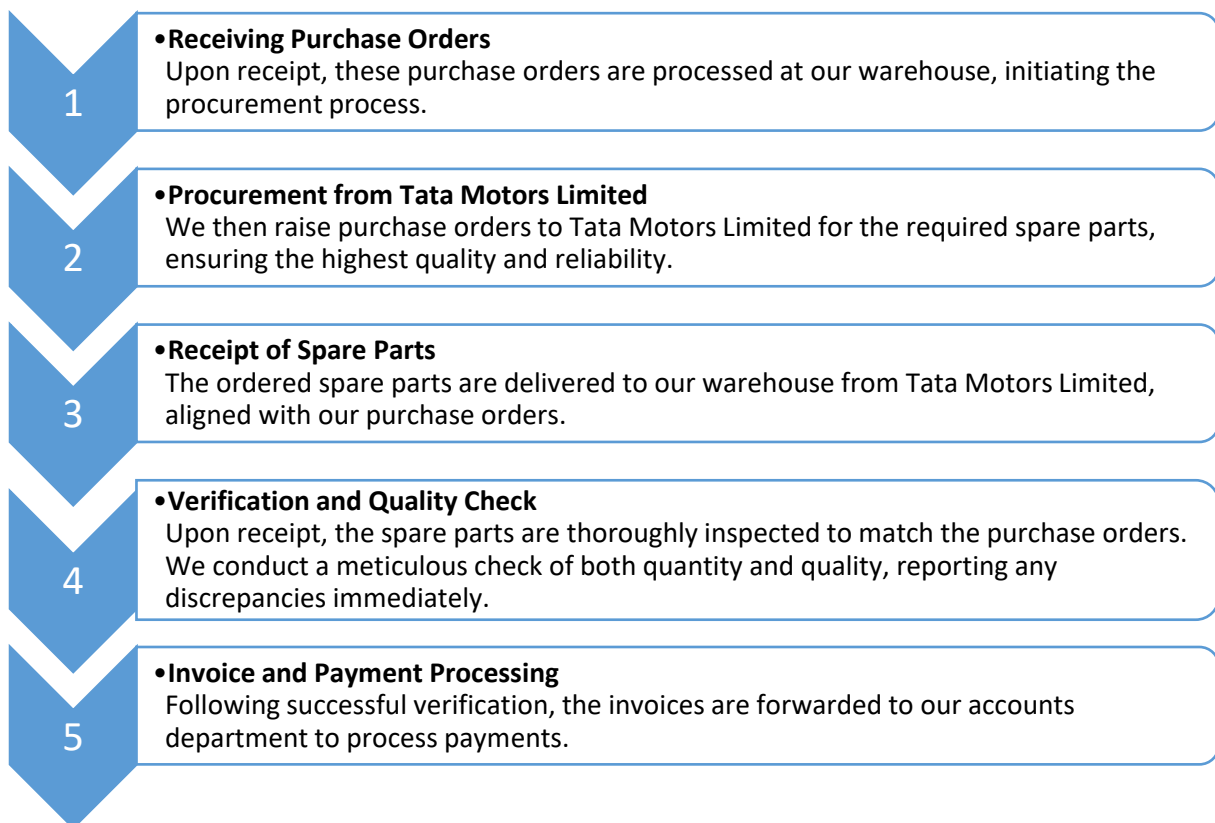 1
•Receiving Purchase Orders
Upon receipt, these purchase orders are processed at our warehouse, initiating the
procurement process.
2
•Procurement from Tata Motors Limited
We then raise purchase orders to Tata Motors Limited for the required spare parts,
ensuring the highest quality and reliability.
3
•Receipt of Spare Parts
The ordered spare parts are delivered to our warehouse from Tata Motors Limited,
aligned with our purchase orders.
4
•Verification and Quality Check
Upon receipt, the spare parts are thoroughly inspected to match the purchase orders.
We conduct a meticulous check of both quantity and quality, reporting any
discrepancies immediately.
5
•Invoice and Payment Processing
Following successful verification, the invoices are forwarded to our accounts
department to process payments.